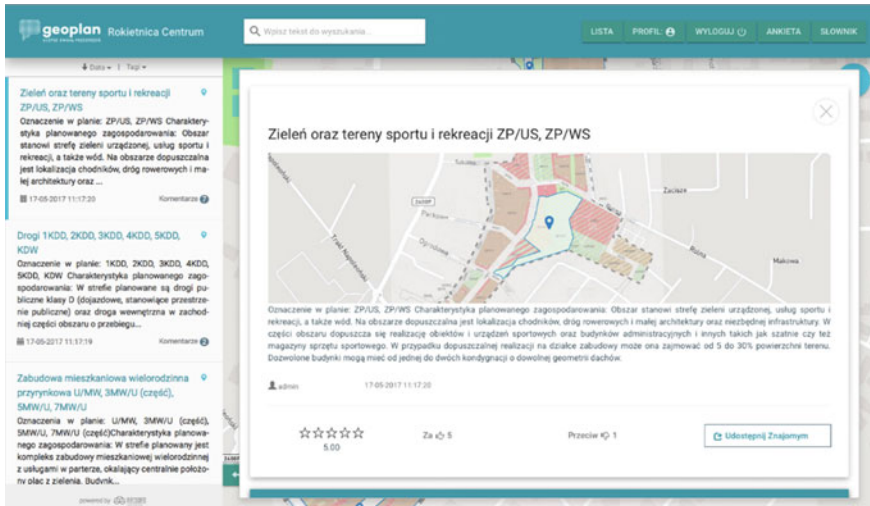 geoplan Rokietnica Centrum
Wpisz tekst do wyszukania...
LISTA PROFIL WYLOGUJ ANKIETA SŁOWNIK
Data | Tagi
Zieleń oraz tereny sportu i rekreacji
ZP/US, ZP/WS
Oznaczenie w planie: ZP/US, ZP/WS Charaktery-
styka planowanego zagospodarowania: Obszar
stanowi strefę zieleni urządzonej, usług sportu i
rekreacji, a także wód. Na obszarze dopuszczalna
jest lokalizacja chodników, dróg rowerowych i ma-
łej architektury oraz ...
17-05-2017 11:17:20 Komentarze 2
Drogi 1KDD, 2KDD, 3KDD, 4KDD, 5KDD,
KDW
Oznaczenie w planie: 1KDD, 2KDD, 3KDD, 4KDD,
5KDD, KDW Charakterystyka planowanego zago-
spodarowania: W strefie planowane są drogi pu-
bliczne klasy D (dojazdowe, stanowiące przestrze-
nie publiczne) oraz droga wewnętrzna w zachod-
niej części obszaru o przebiegu...
17-05-2017 11:17:19 Komentarze 2
Zabudowa mieszkaniowa wielorodzinna
przyrynkowa U/MW, 3MW/U (część),
5MW/U, 7MW/U
Oznaczenia w planie: U/MW, 3MW/U (część),
5MW/U, 7MW/U (część)Charakterystyka planowa-
nego zagospodarowania: W strefie planowany jest
kompleks zabudowy mieszkaniowej wielorodzinnej
z usługami w parterze, okalający centralnie położo-
ny plac z zielenią. Budynk...
powered by
Zieleń oraz tereny sportu i rekreacji ZP/US, ZP/WS
Zacisze
Parkowa
Ogrodowa
Trakt Napoleoński
Rolna
Makowa
Oznaczenie w planie: ZP/US, ZP/WS Charakterystyka planowanego zagospodarowania: Obszar stanowi strefę zieleni urządzonej, usług sportu i
rekreacji, a także wód. Na obszarze dopuszczalna jest lokalizacja chodników, dróg rowerowych i małej architektury oraz niezbędnej infrastruktury. W
części obszaru dopuszcza się realizację obiektów i urządzeń sportowych oraz budynków administracyjnych i innych takich jak szatnie czy też
magazyny sprzętu sportowego. W przypadku dopuszczalnej realizacji na działce zabudowy może ona zajmować od 5 do 30% powierzchni terenu.
Dozwolone budynki mogą mieć od jednej do dwóch kondygnacji o dowolnej geometrii dachów.
admin 17-05-2017 11:17:20
5.00 Za 5 Przeciw 1 Udostępnij Znajomym